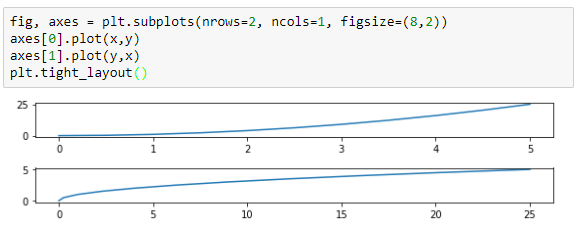 fig, axes = plt.subplots(nrows=2, ncols=1, figsize=(8,2))
axes[0].plot(x,y)
axes[1].plot(y,x)
plt.tight_layout()
25
0
0 1 2 3 4 5
5
0
0 5 10 15 20 25